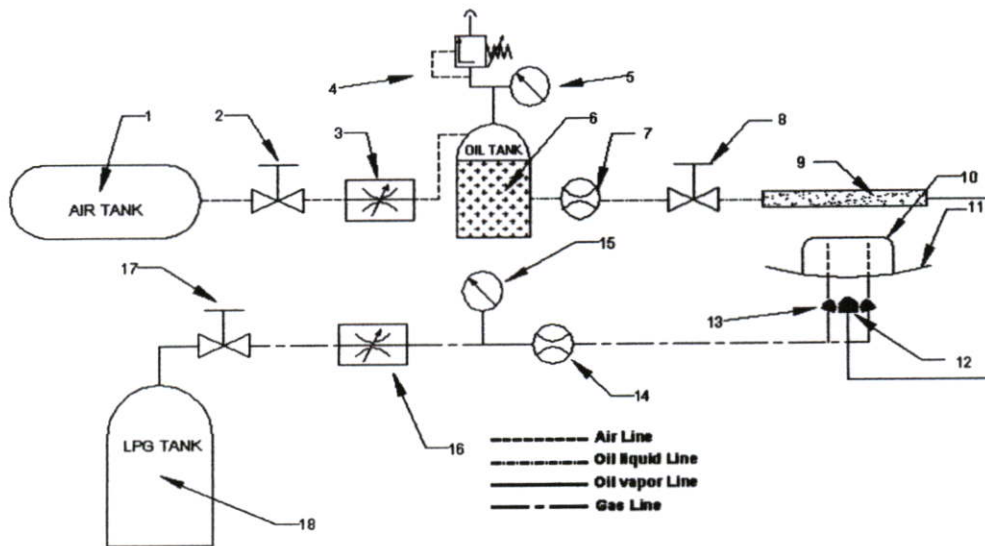 4
5
1
2
3
6
7
8
OIL TANK
9
10
AIR TANK
11
15
17
13
12
14
LPG TANK
16
Air Line
Oil liquid Line
Oil vapor Line
Gas Line
18